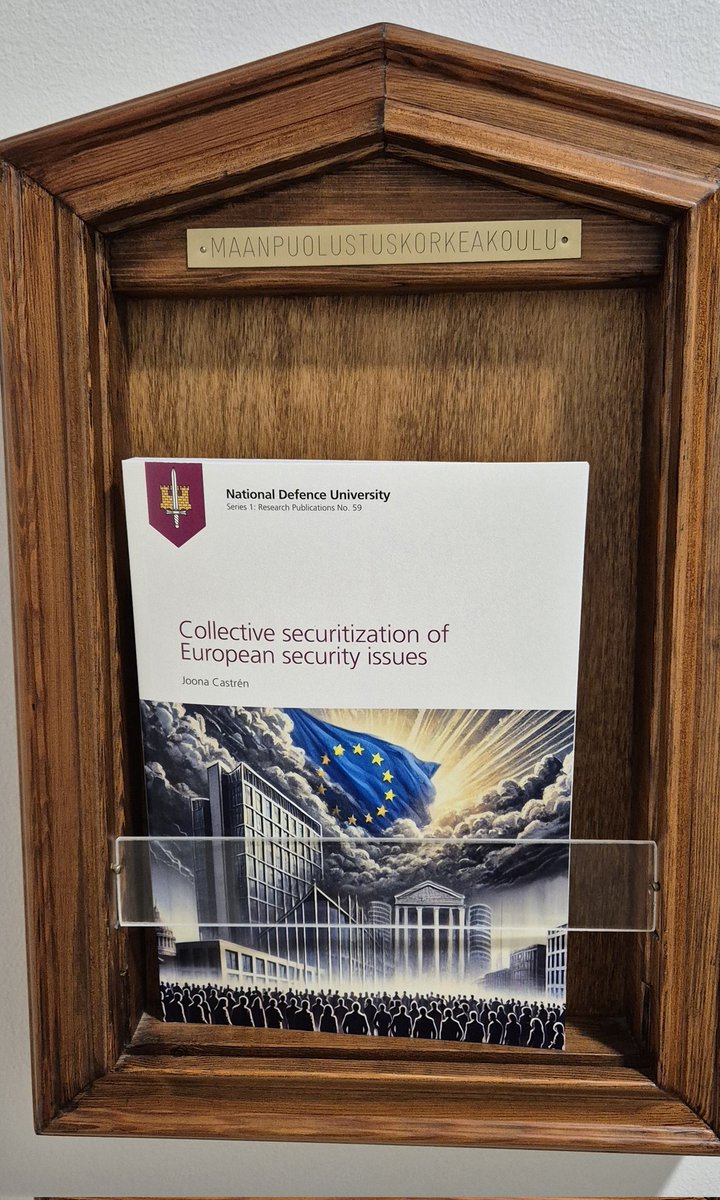 MAANPUOLUSTUSKORKEAKOULU
National Defence University
Series 1: Research Publications No. 59
Collective securitization of
European security issues
Joona Castrén